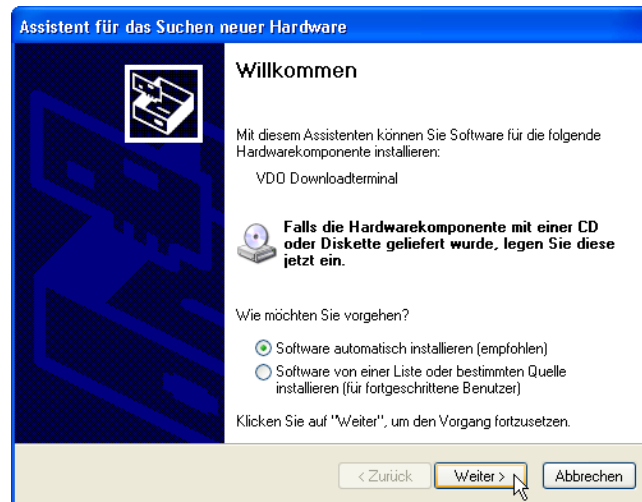 Assistent für das Suchen neuer Hardware
Willkommen
Mit diesem Assistenten können Sie Software für die folgende
Hardwarekomponente installieren:
VDO Downloadterminal
Falls die Hardwarekomponente mit einer CD
oder Diskette geliefert wurde, legen Sie diese
jetzt ein.
Wie möchten Sie vorgehen?
Software automatisch installieren (empfohlen)
Software von einer Liste oder bestimmten Quelle
installieren (für fortgeschrittene Benutzer)
Klicken Sie auf "Weiter", um den Vorgang fortzusetzen.
< Zurück Weiter > Abbrechen